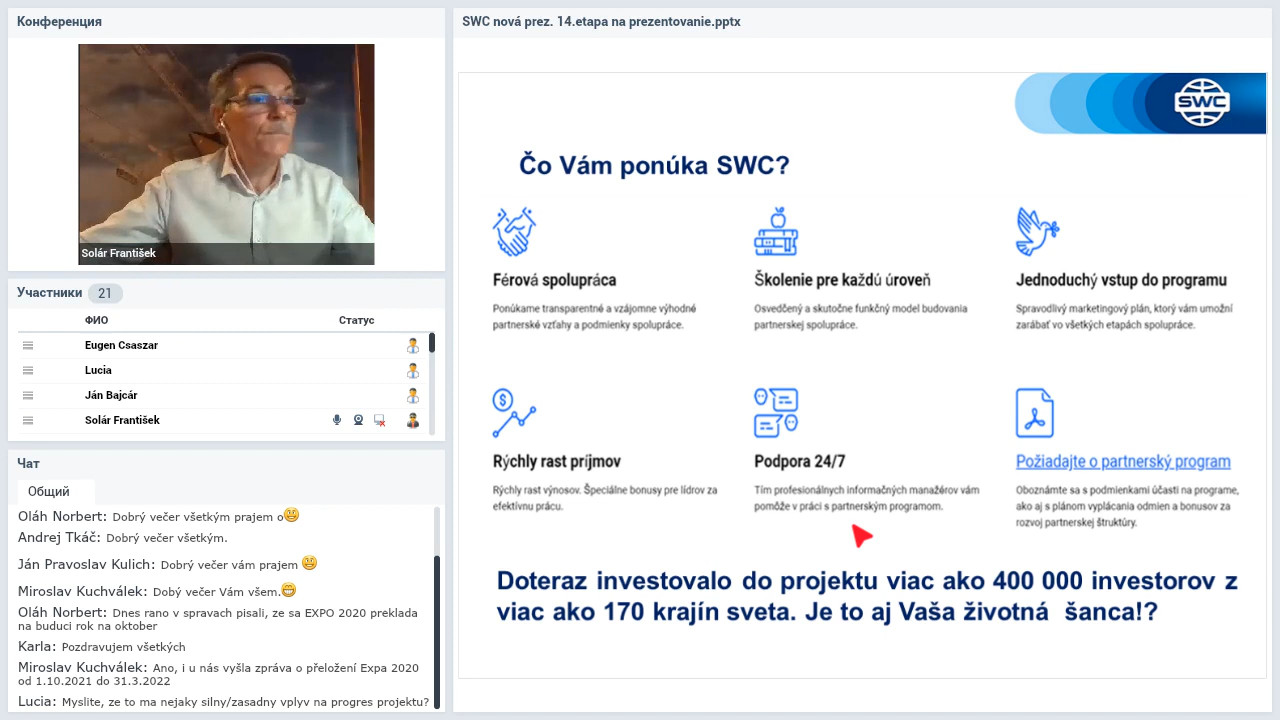 Конференция
Solár František
Участники 21
ФИО Статус
Eugen Csaszar
Lucia
Ján Bajcár
Solár František
Чат
Общий
Oláh Norbert: Dobrý večer všetkým prajem o
Andrej Tkáč: Dobrý večer všetkým.
Ján Pravoslav Kulich: Dobrý večer vám prajem
Miroslav Kuchválek: Dobý večer Vám všem.
Oláh Norbert: Dnes rano v spravach pisali, ze sa EXPO 2020 preklada
na buduci rok na oktober
Karla: Pozdravujem všetkých
Miroslav Kuchválek: Ano, i u nás vyšla zpráva o přeložení Expa 2020
od 1.10.2021 do 31.3.2022
Lucia: Myslite, ze to ma nejaky silny/zasadny vplyv na progres projektu?
SWC nová prez. 14.etapa na prezentovanie.pptx
SWC
Čo Vám ponúka SWC?
Férová spolupráca
Ponúkame transparentné a vzájomne výhodné
partnerské vzťahy a podmienky spolupráce.
Školenie pre každú úroveň
Osvedčený a skutočne funkčný model budovania
partnerskej spolupráce.
Jednoduchý vstup do programu
Spravodlivý marketingový plán, ktorý vám umožní
zarábať vo všetkých etapách spolupráce.
Rýchly rast príjmov
Rýchly rast výnosov. Špeciálne bonusy pre lídrov za
efektívnu prácu.
Podpora 24/7
Tím profesionálnych informačných manažérov vám
pomôže v práci s partnerským programom.
Požiadajte o partnerský program
Oboznámte sa s podmienkami účasti na programe,
ako aj s plánom vyplácania odmien a bonusov za
rozvoj partnerskej štruktúry.
Doteraz investovalo do projektu viac ako 400 000 investorov z
viac ako 170 krajín sveta. Je to aj Vaša životná šanca!?